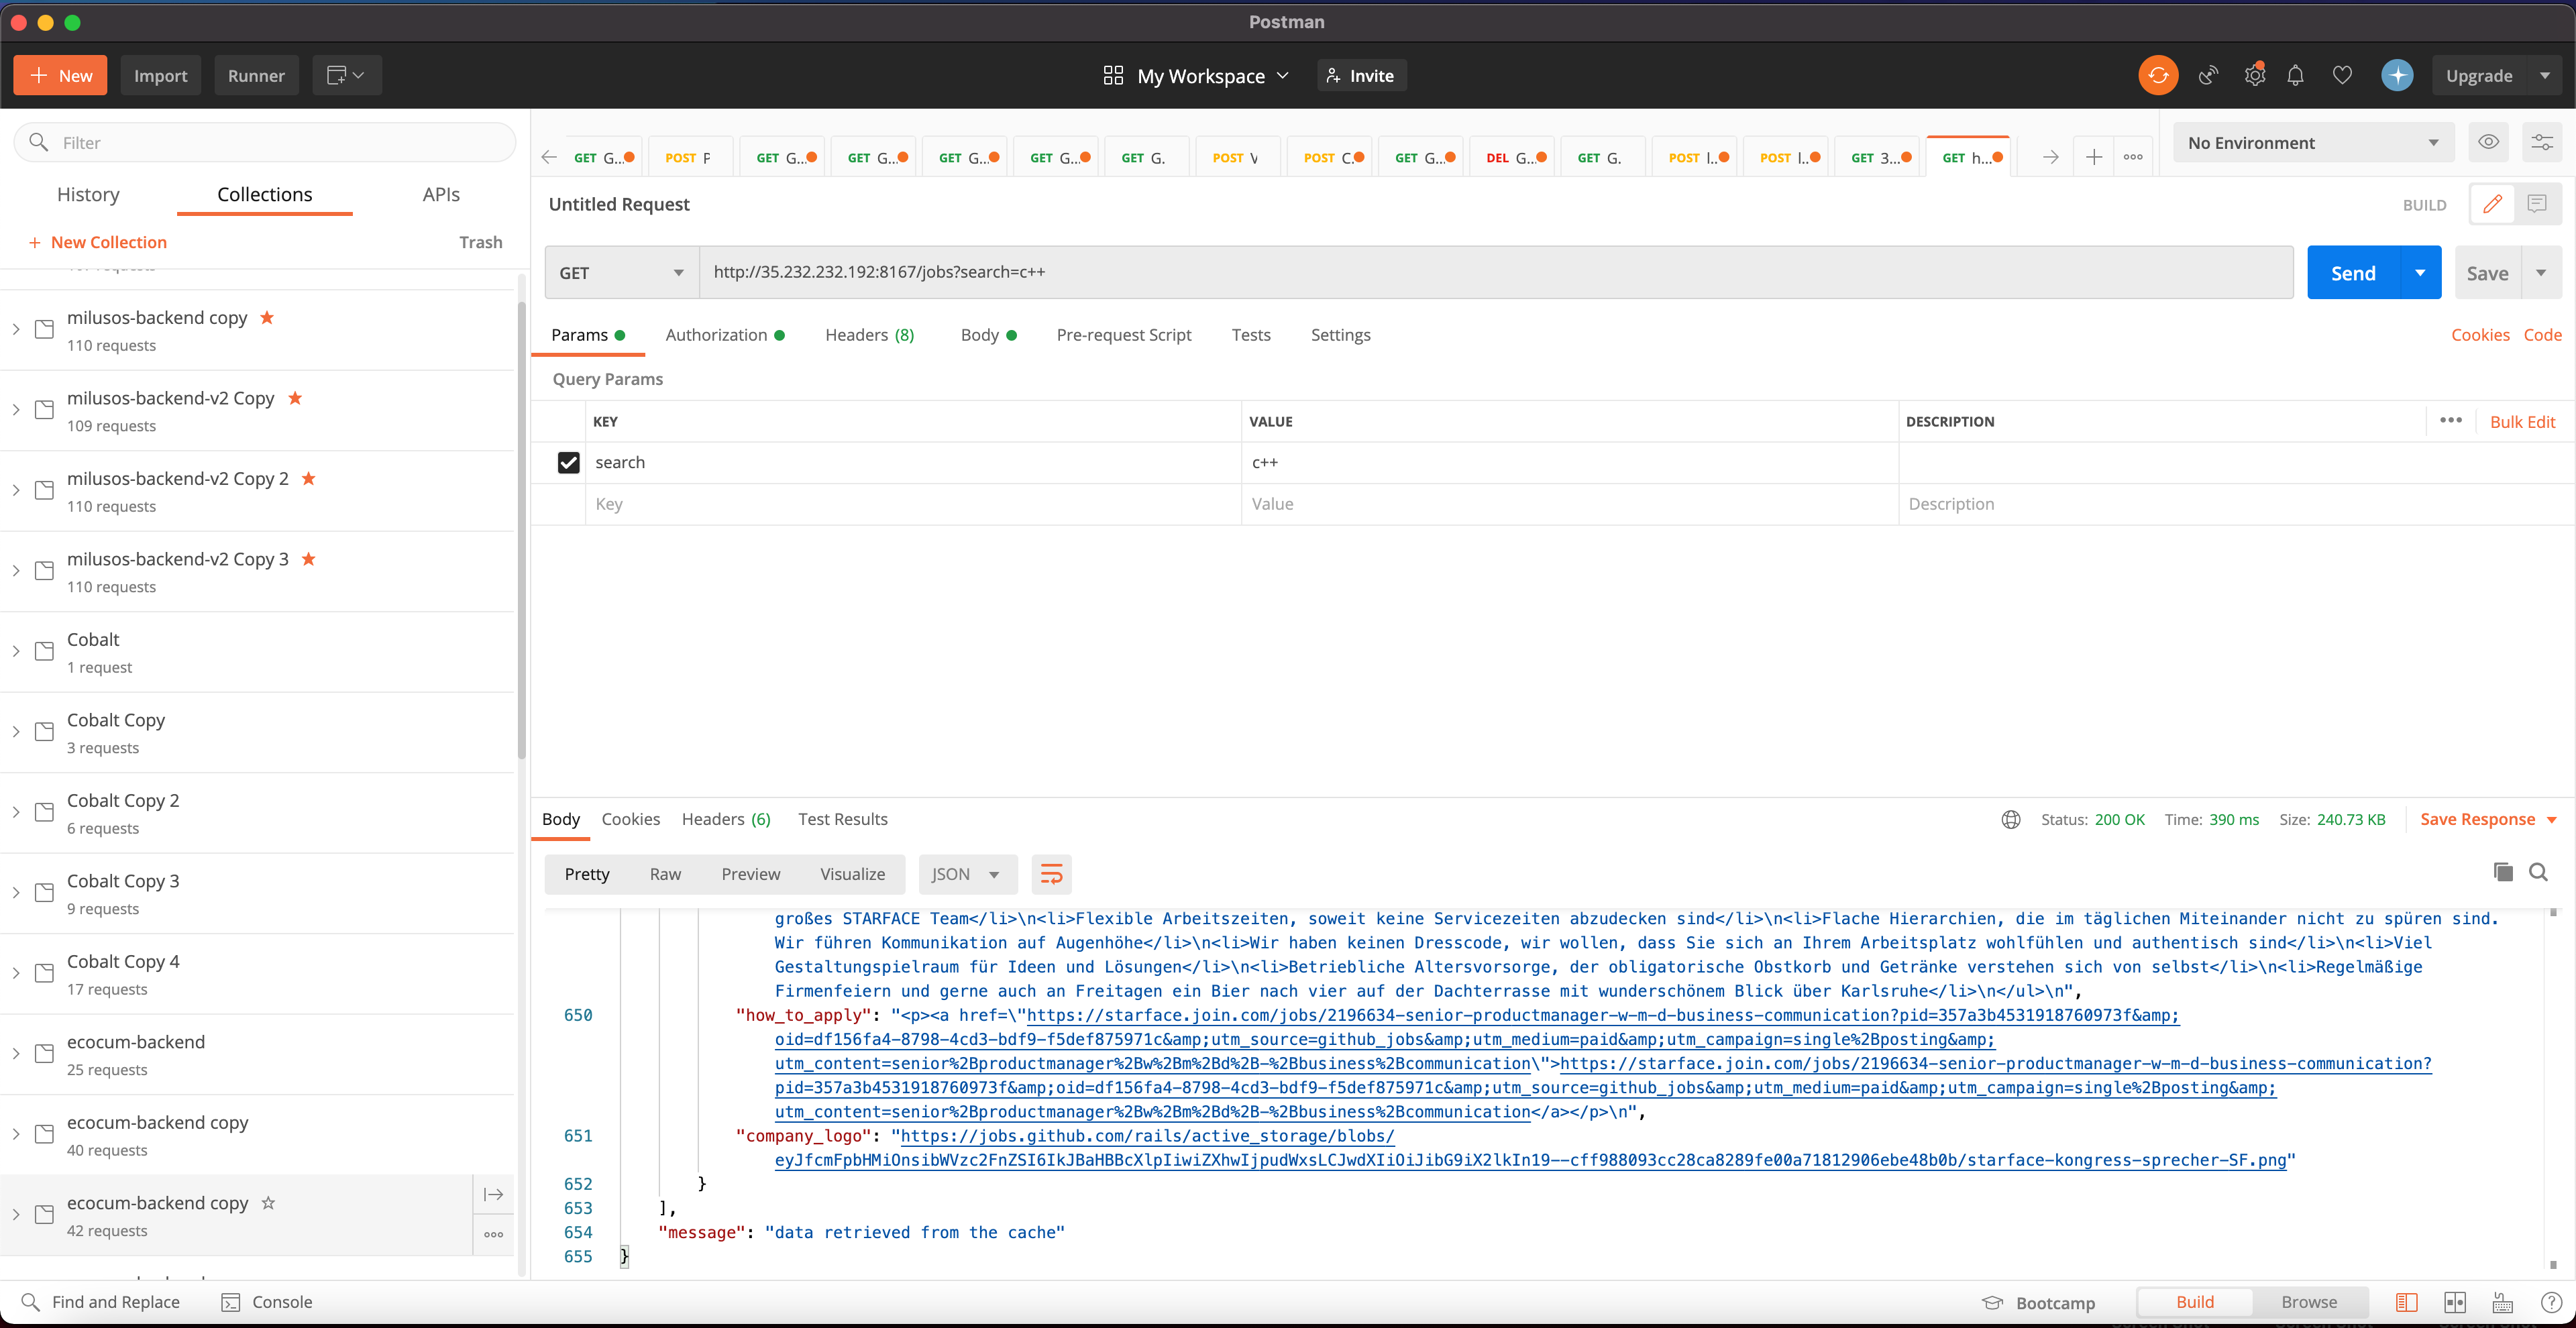 Postman
New
Import
Runner
My Workspace
Invite
Upgrade
Filter
History
Collections
APIs
New Collection
Trash
milusos-backend copy
110 requests
milusos-backend-v2 Copy
109 requests
milusos-backend-v2 Copy 2
110 requests
milusos-backend-v2 Copy 3
110 requests
Cobalt
1 request
Cobalt Copy
3 requests
Cobalt Copy 2
6 requests
Cobalt Copy 3
9 requests
Cobalt Copy 4
17 requests
ecocum-backend
25 requests
ecocum-backend copy
40 requests
ecocum-backend copy
42 requests
GET G...
POST P
GET G...
GET G...
GET G...
GET G...
GET G.
POST V
POST C.
GET G...
DEL G...
GET G.
POST l..
POST l..
GET 3...
GET h...
No Environment
Untitled Request
BUILD
GET
http://35.232.232.192:8167/jobs?search=c++
Send
Save
Params
Authorization
Headers (8)
Body
Pre-request Script
Tests
Settings
Cookies
Code
Query Params
KEY
VALUE
DESCRIPTION
Bulk Edit
search
c++
Key
Value
Description
Body
Cookies
Headers (6)
Test Results
Status: 200 OK
Time: 390 ms
Size: 240.73 KB
Save Response
Pretty
Raw
Preview
Visualize
JSON
großes STARFACE Team</li>\n<li>Flexible Arbeitszeiten, soweit keine Servicezeiten abzudecken sind</li>\n<li>Flache Hierarchien, die im täglichen Miteinander nicht zu spüren sind.
Wir führen Kommunikation auf Augenhöhe</li>\n<li>Wir haben keinen Dresscode, wir wollen, dass Sie sich an Ihrem Arbeitsplatz wohlfühlen und authentisch sind</li>\n<li>Viel
Gestaltungspielraum für Ideen und Lösungen</li>\n<li>Betriebliche Altersvorsorge, der obligatorische Obstkorb und Getränke verstehen sich von selbst</li>\n<li>Regelmäßige
Firmenfeiern und gerne auch an Freitagen ein Bier nach vier auf der Dachterrasse mit wunderschönem Blick über Karlsruhe</li>\n</ul>\n",
650 "how_to_apply": "<p><a href=\"https://starface.join.com/jobs/2196634-senior-productmanager-w-m-d-business-communication?pid=357a3b4531918760973f&amp;
oid=df156fa4-8798-4cd3-bdf9-f5def875971c&amp;utm_source=github_jobs&amp;utm_medium=paid&amp;utm_campaign=single%2Bposting&amp;
utm_content=senior%2Bproductmanager%2Bw%2Bm%2Bd%2B-%2Bbusiness%2Bcommunication\">https://starface.join.com/jobs/2196634-senior-productmanager-w-m-d-business-communication?
pid=357a3b4531918760973f&amp;oid=df156fa4-8798-4cd3-bdf9-f5def875971c&amp;utm_source=github_jobs&amp;utm_medium=paid&amp;utm_campaign=single%2Bposting&amp;
utm_content=senior%2Bproductmanager%2Bw%2Bm%2Bd%2B-%2Bbusiness%2Bcommunication</a></p>\n",
651 "company_logo": "https://jobs.github.com/rails/active_storage/blobs/
eyJfcmFpbHMiOnsibWVzc2FnZSI6IkJBaHBBcXlpIiwiZXhwIjpudWxsLCJwdXIiOiJibG9iX2lkIn19--cff988093cc28ca8289fe00a71812906ebe48b0b/starface-kongress-sprecher-SF.png"
652 }
653 ],
654 "message": "data retrieved from the cache"
655 }
Find and Replace
Console
Bootcamp
Build
Browse